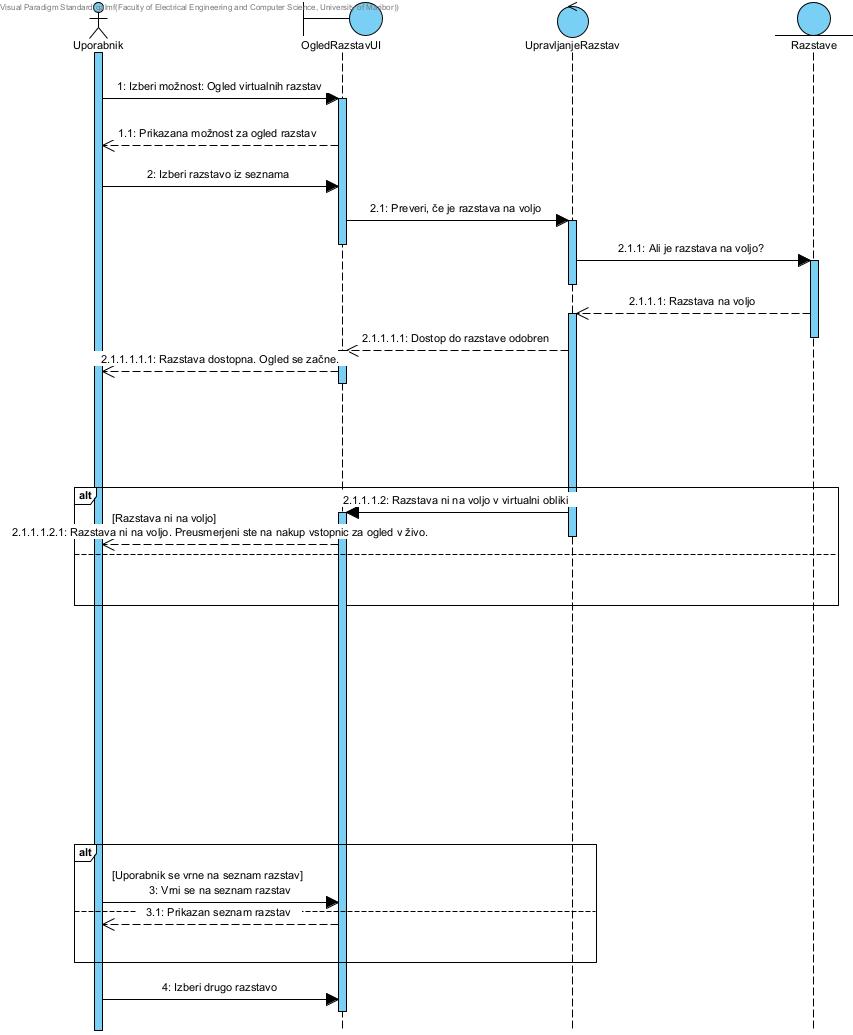 Visual Paradigm Standard (Faculty of Electrical Engineering and Computer Science, University of Maribor)
Uporabnik
OgledRazstavUI
UpravljanjeRazstav
Razstave
1: Izberi možnost: Ogled virtualnih razstav
1.1: Prikazana možnost za ogled razstav
2: Izberi razstavo iz seznama
2.1: Preveri, če je razstava na voljo
2.1.1: Ali je razstava na voljo?
2.1.1.1: Razstava na voljo
2.1.1.1.1: Dostop do razstave odobren
2.1.1.1.1.1: Razstava dostopna. Ogled se začne.
alt
2.1.1.1.2: Razstava ni na voljo v virtualni obliki
[Razstava ni na voljo]
2.1.1.1.2.1: Razstava ni na voljo. Preusmerjeni ste na nakup vstopnic za ogled v živo.
alt
[Uporabnik se vrne na seznam razstav]
3: Vrni se na seznam razstav
3.1: Prikazan seznam razstav
4: Izberi drugo razstavo